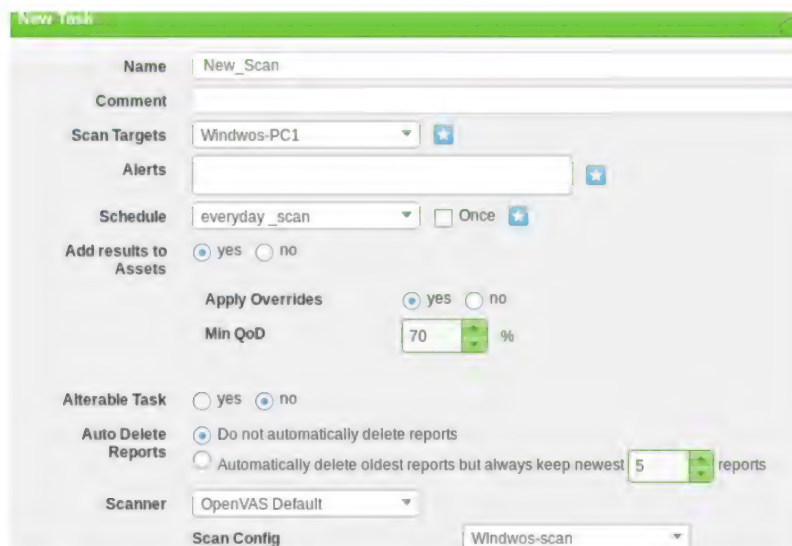 New Task
Name New_Scan
Comment
Scan Targets Windwos-PC1
Alerts
Schedule everyday _scan Once
Add results to Assets yes no
Apply Overrides yes no
Min QoD 70 %
Alterable Task yes no
Auto Delete Reports Do not automatically delete reports
Automatically delete oldest reports but always keep newest 5 reports
Scanner OpenVAS Default
Scan Config WIndwos-scan